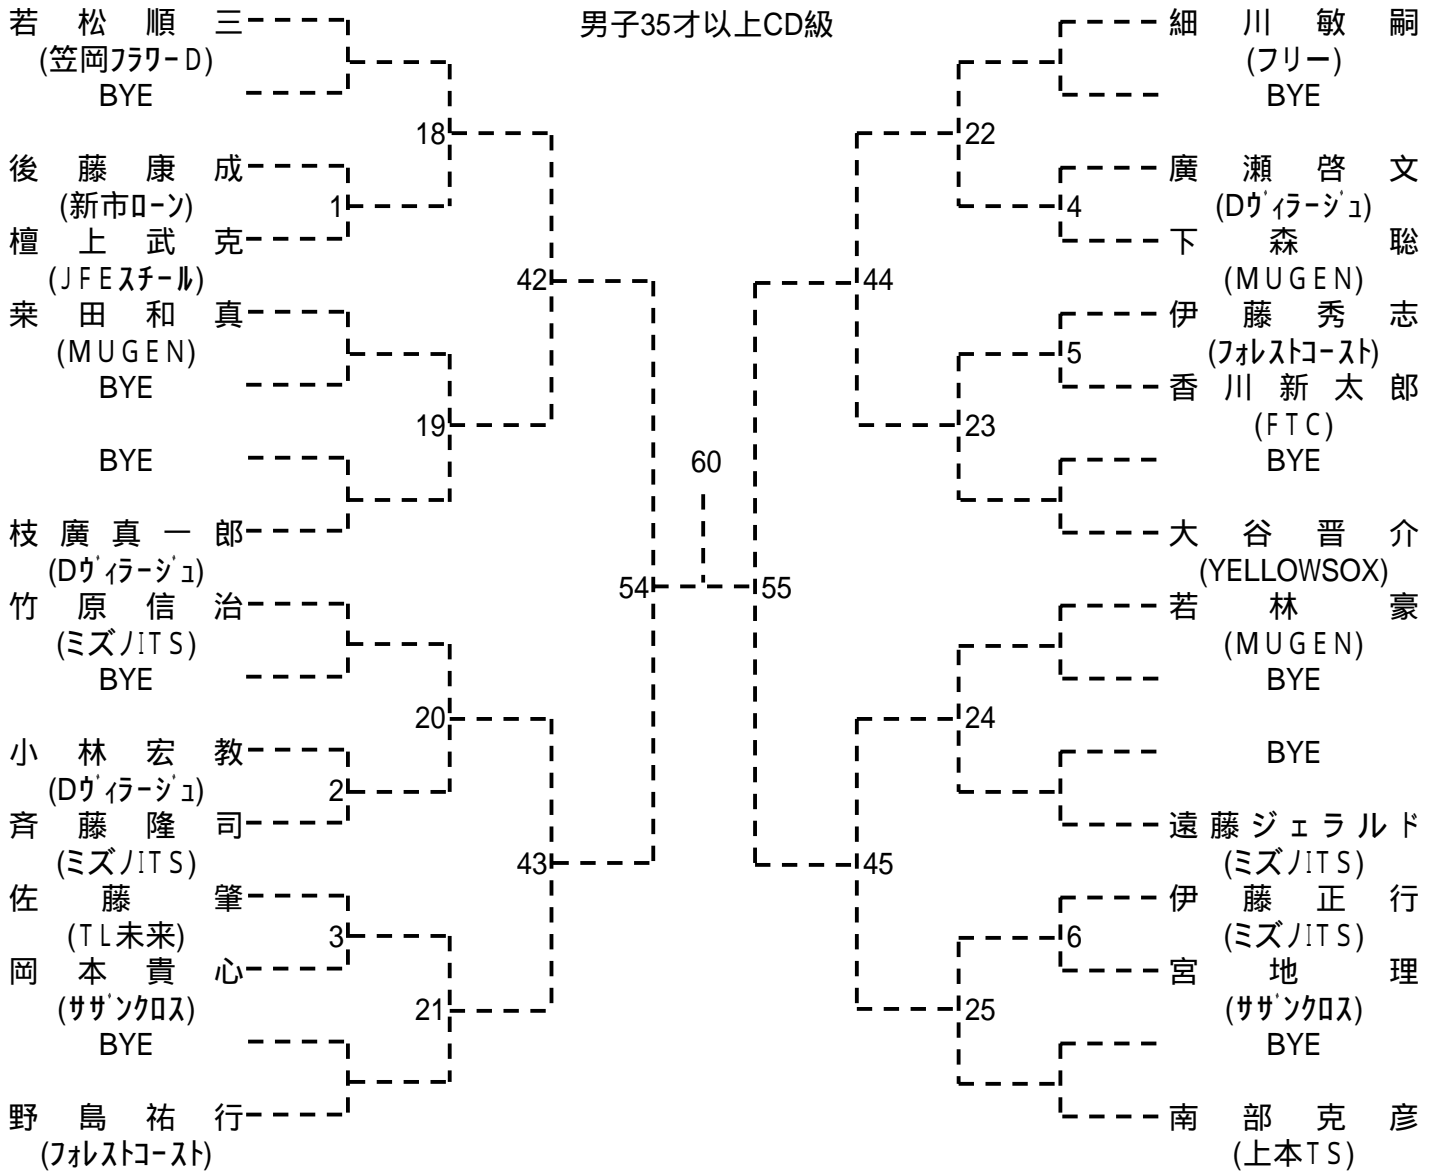 男子35才以上CD級
若松順三
(笠岡ﾌﾗﾜｰD)
BYE
18
後藤康成
(新市ﾛｰﾝ)
1
檀上武克
(JFEｽﾁｰﾙ)
42
桒田和真
(MUGEN)
BYE
19
BYE
枝廣真一郎
(Dヴｨﾗｰｼﾞｭ)
54
竹原信治
(ミズノITS)
BYE
20
小林宏教
(Dヴｨﾗｰｼﾞｭ)
2
斉藤隆司
(ミズノITS)
43
佐藤肇
(TL未来)
3
岡本貴心
(ｻｻﾞﾝｸﾛｽ)
21
BYE
野島祐行
(ﾌｫﾚｽﾄｺｰｽﾄ)
60
細川敏嗣
(フリー)
BYE
22
廣瀬啓文
(Dヴｨﾗｰｼﾞｭ)
4
下森聡
(MUGEN)
44
伊藤秀志
(ﾌｫﾚｽﾄｺｰｽﾄ)
5
香川新太郎
(FTC)
23
BYE
大谷晋介
(YELLOWSOX)
55
若林豪
(MUGEN)
BYE
24
BYE
遠藤ジェラルド
(ミズノITS)
45
伊藤正行
(ミズノITS)
6
宮地理
(ｻｻﾞﾝｸﾛｽ)
25
BYE
南部克彦
(上本TS)